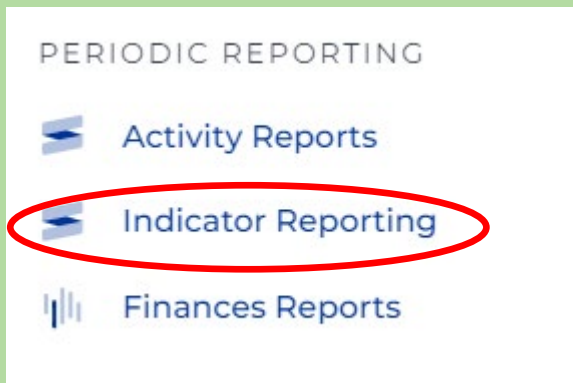 PERIODIC REPORTING
Activity Reports
Indicator Reporting
Finances Reports